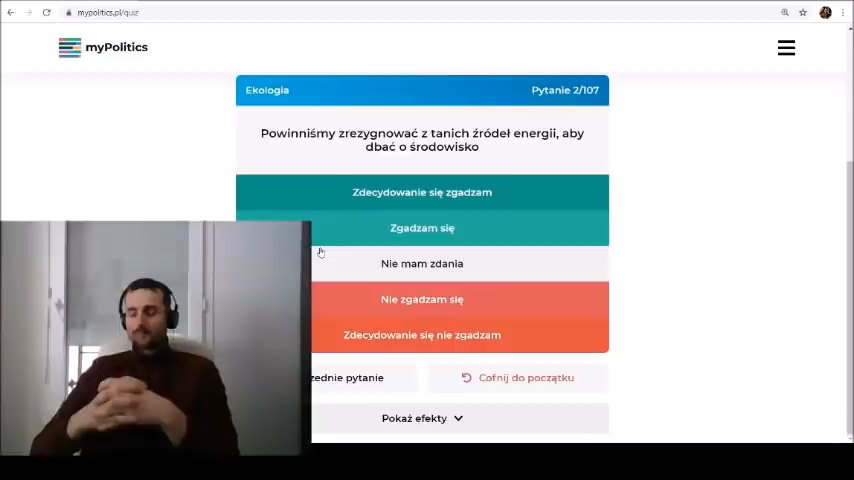 mypolitics.pl/quiz
myPolitics
Ekologia
Pytanie 2/107
Powinniśmy zrezygnować z tanich źródeł energii, aby
dbać o środowisko
Zdecydowanie się zgadzam
Zgadzam się
Nie mam zdania
Nie zgadzam się
Zdecydowanie się nie zgadzam
zednie pytanie
Cofnij do początku
Pokaż efekty